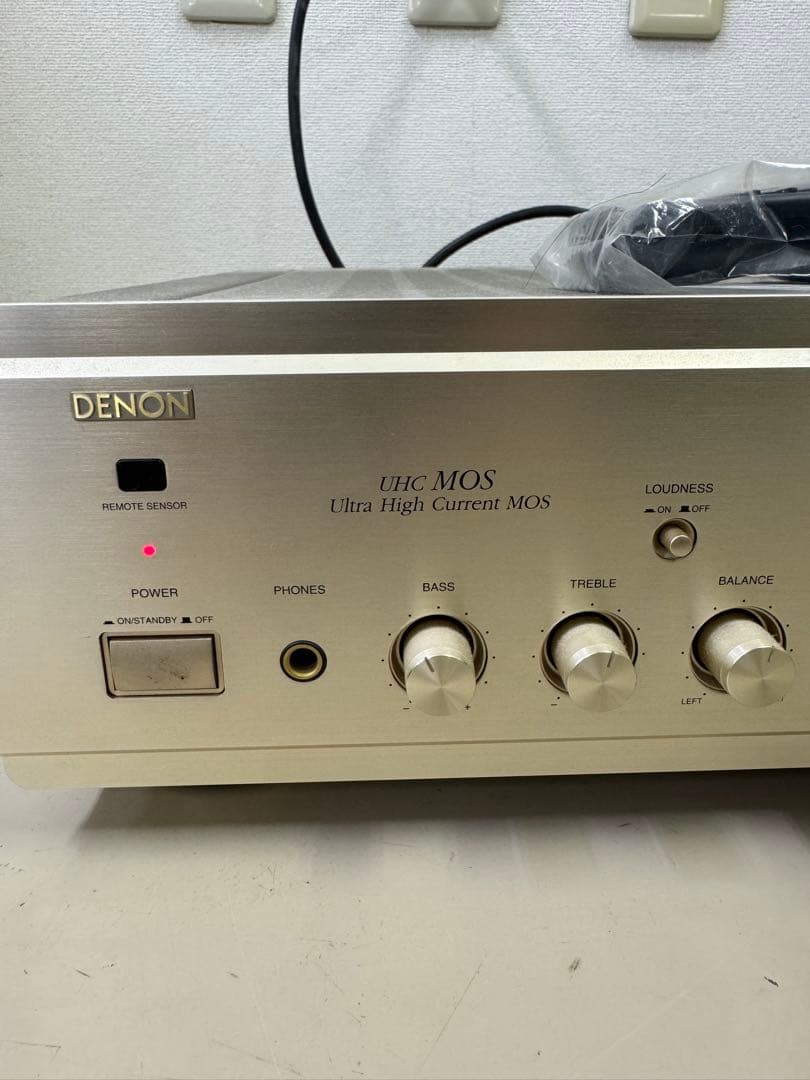 DENON
REMOTE SENSOR
UHC MOS
Ultra High Current MOS
LOUDNESS
ON OFF
POWER
ON/STANDBY OFF
PHONES
BASS
- +
TREBLE
-
BALANCE
LEFT